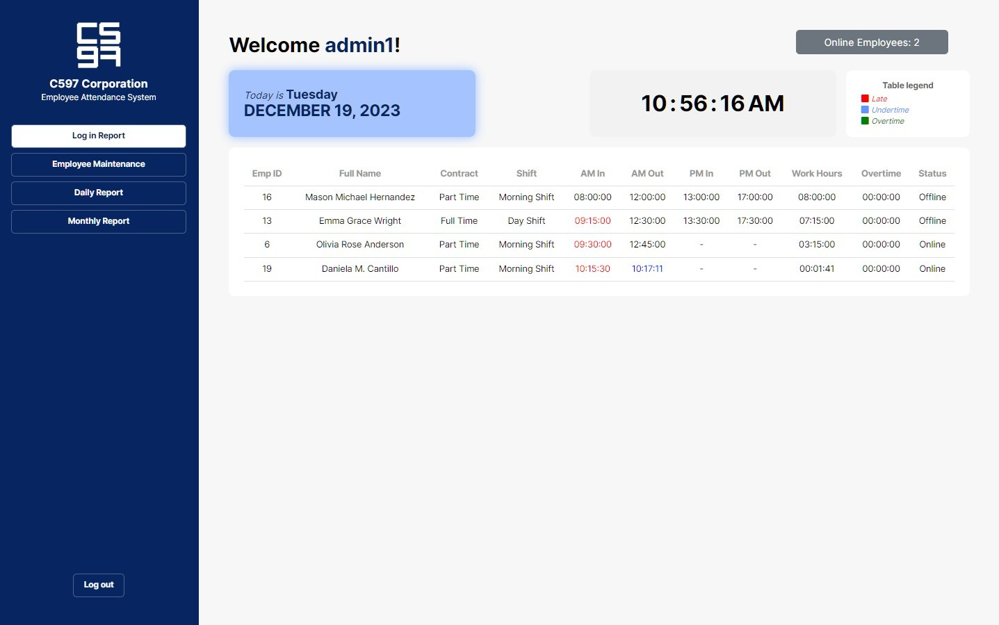 C597
C597 Corporation
Employee Attendance System
Log in Report
Employee Maintenance
Daily Report
Monthly Report
Log out
Welcome admin1!
Online Employees: 2
Today is Tuesday
DECEMBER 19, 2023
10 : 56 : 16 AM
Table legend
Late
Undertime
Overtime
Emp ID Full Name Contract Shift AM In AM Out PM In PM Out Work Hours Overtime Status
16 Mason Michael Hernandez Part Time Morning Shift 08:00:00 12:00:00 13:00:00 17:00:00 08:00:00 00:00:00 Offline
13 Emma Grace Wright Full Time Day Shift 09:15:00 12:30:00 13:30:00 17:30:00 07:15:00 00:00:00 Offline
6 Olivia Rose Anderson Part Time Morning Shift 09:30:00 12:45:00 - - 03:15:00 00:00:00 Online
19 Daniela M. Cantillo Part Time Morning Shift 10:15:30 10:17:11 - - 00:01:41 00:00:00 Online